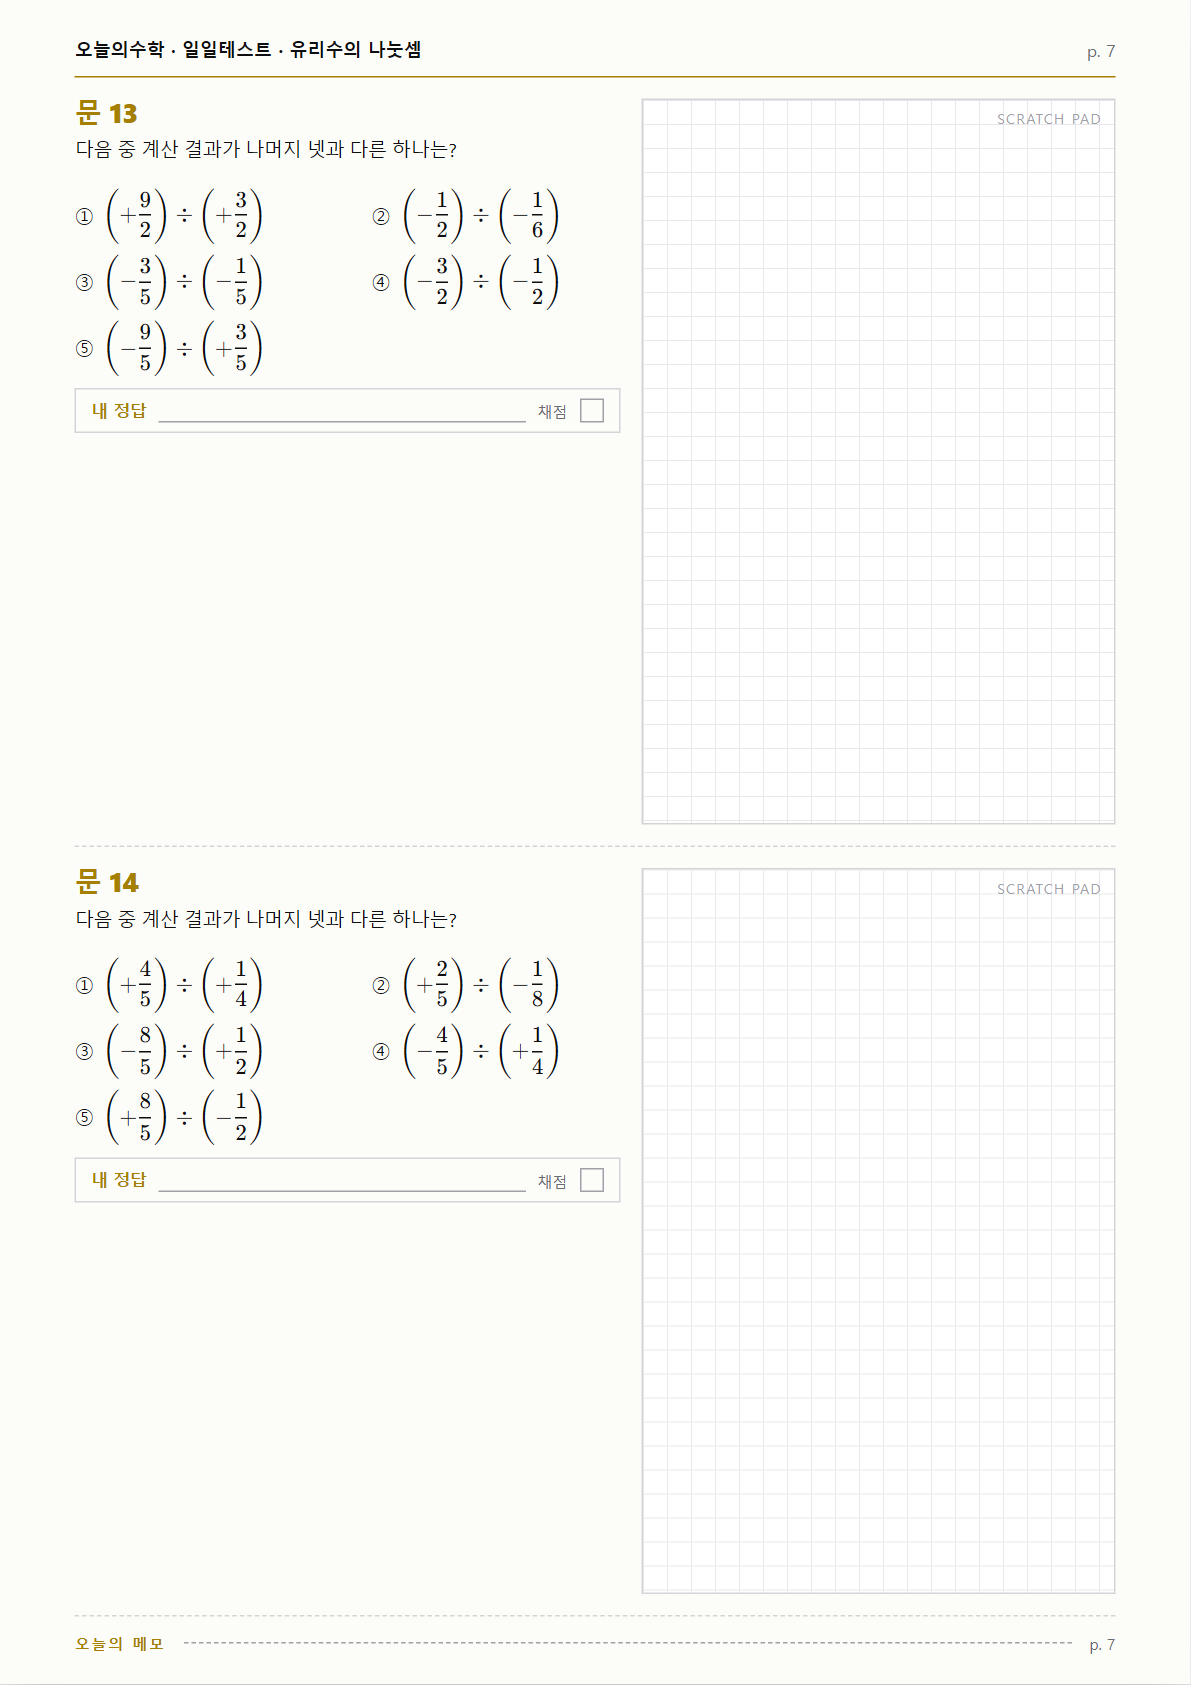 오늘의수학 · 일일테스트 · 유리수의 나눗셈 p. 7
문 13
다음 중 계산 결과가 나머지 넷과 다른 하나는?
① (+9/2) ÷ (+3/2) ② (−1/2) ÷ (−1/6)
③ (−3/5) ÷ (−1/5) ④ (−3/2) ÷ (−1/2)
⑤ (−9/5) ÷ (+3/5)
내 정답 채점
SCRATCH PAD
문 14
다음 중 계산 결과가 나머지 넷과 다른 하나는?
① (+4/5) ÷ (+1/4) ② (+2/5) ÷ (−1/8)
③ (−8/5) ÷ (+1/2) ④ (−4/5) ÷ (+1/4)
⑤ (+8/5) ÷ (−1/2)
내 정답 채점
SCRATCH PAD
오늘의 메모 p. 7